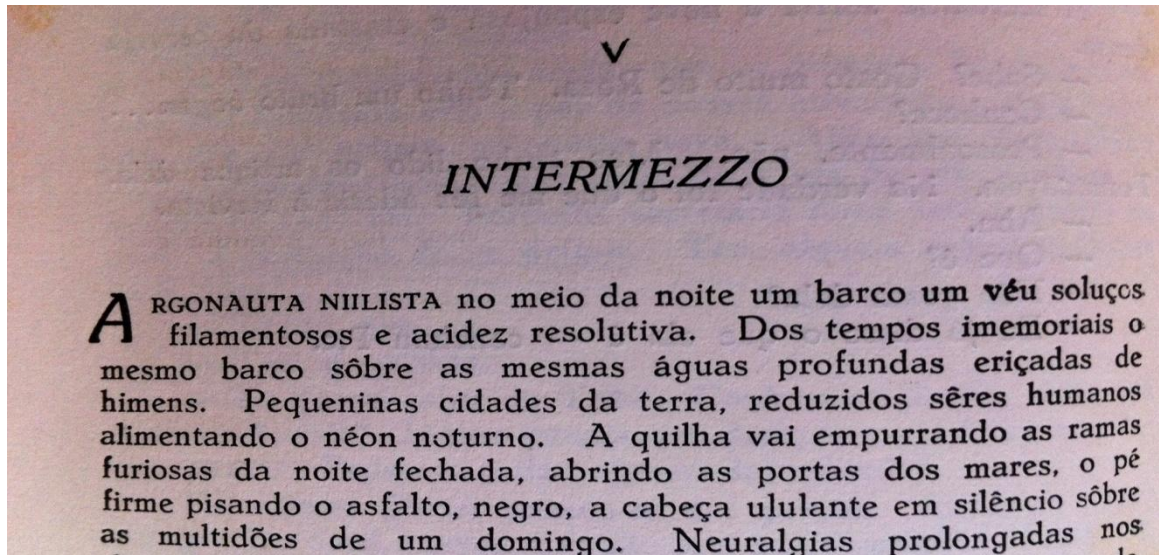 V
INTERMEZZO
ARGONAUTA NIILISTA no meio da noite um barco um véu soluços
filamentosos e acidez resolutiva. Dos tempos imemoriais o
mesmo barco sôbre as mesmas águas profundas eriçadas de
himens. Pequeninas cidades da terra, reduzidos sêres humanos
alimentando o néon noturno. A quilha vai empurrando as ramas
furiosas da noite fechada, abrindo as portas dos mares, o pé
firme pisando o asfalto, negro, a cabeça ululante em silêncio sôbre
as multidões de um domingo. Neuralgias prolongadas nos